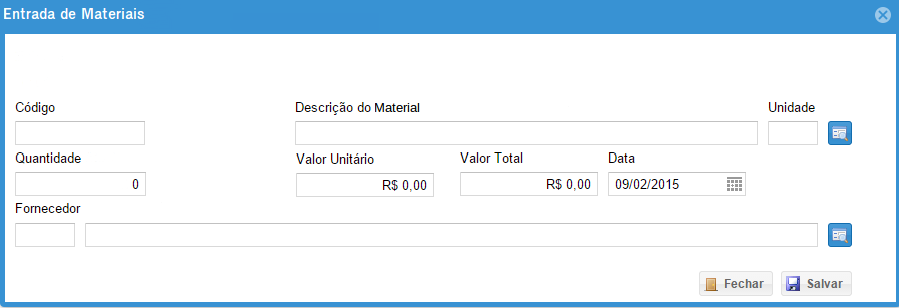 Entrada de Materiais
Código Descrição do Material Unidade
Quantidade Valor Unitário Valor Total Data
0 R$ 0,00 R$ 0,00 09/02/2015
Fornecedor
Fechar Salvar